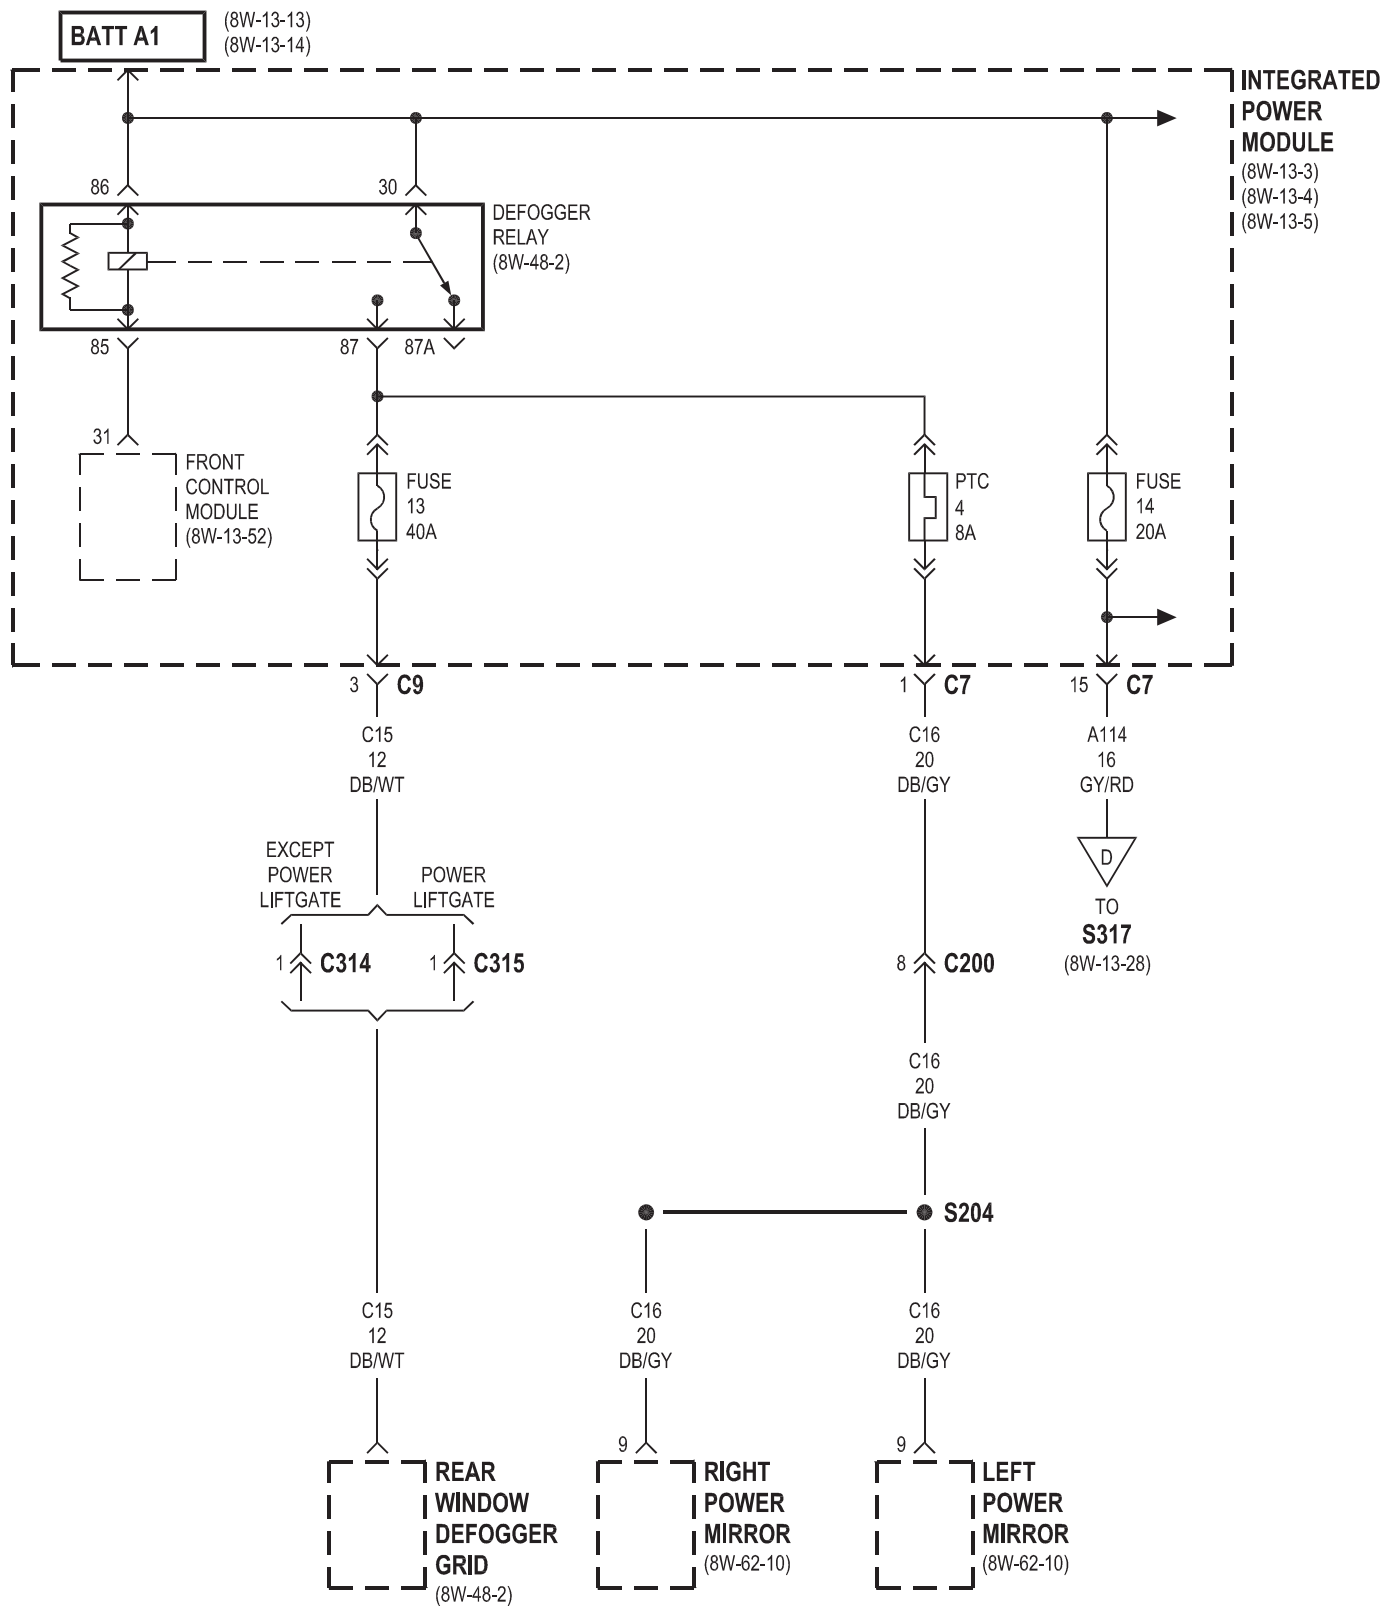 BATT A1
(8W-13-13)
(8W-13-14)
INTEGRATED
POWER
MODULE
(8W-13-3)
(8W-13-4)
(8W-13-5)
86
30
DEFOGGER
RELAY
(8W-48-2)
85
87
87A
31
FRONT
CONTROL
MODULE
(8W-13-52)
FUSE
13
40A
PTC
4
8A
FUSE
14
20A
3
C9
1
C7
15
C7
C15
12
DB/WT
C16
20
DB/GY
A114
16
GY/RD
EXCEPT
POWER
LIFTGATE
POWER
LIFTGATE
D
TO
S317
(8W-13-28)
1
C314
1
C315
8
C200
C16
20
DB/GY
S204
C15
12
DB/WT
C16
20
DB/GY
C16
20
DB/GY
9
9
REAR
WINDOW
DEFOGGER
GRID
(8W-48-2)
RIGHT
POWER
MIRROR
(8W-62-10)
LEFT
POWER
MIRROR
(8W-62-10)